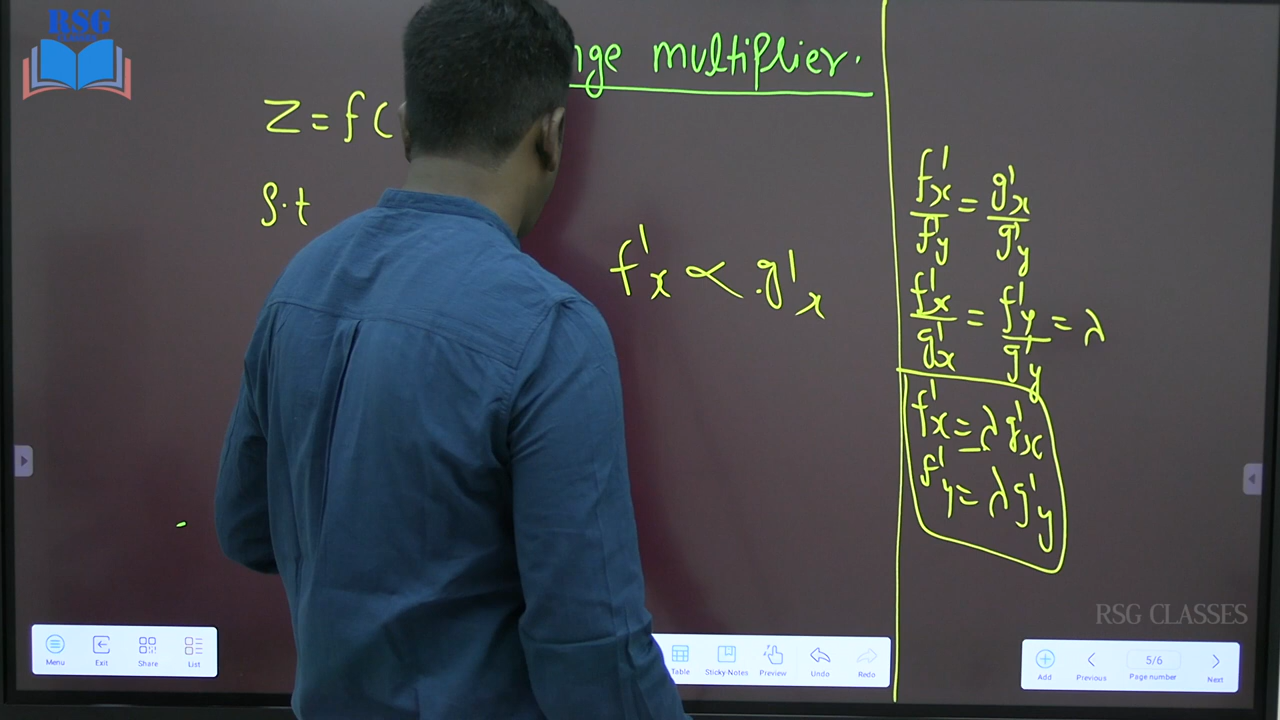 RSG
nge multiplier.
Z = f (
S.t
f'x ∝ .g'x
f'x/f'y = g'x/g'y
f'x/g'x = f'y/g'y = λ
f'x = λ g'x
f'y = λ g'y
RSG CLASSES
Menu Exit Share List Table Sticky Notes Preview Undo Redo Add Previous 5/6 Page number Next